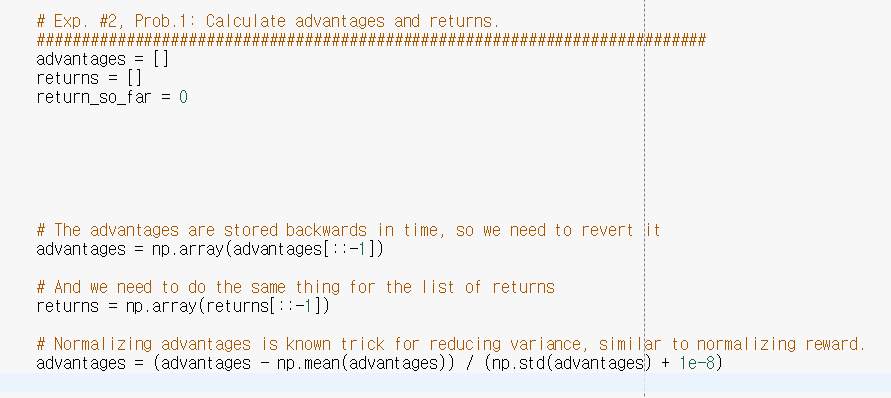 # Exp. #2, Prob.1: Calculate advantages and returns.
###########################################################################
advantages = []
returns = []
return_so_far = 0
# The advantages are stored backwards in time, so we need to revert it
advantages = np.array(advantages[::-1])
# And we need to do the same thing for the list of returns
returns = np.array(returns[::-1])
# Normalizing advantages is known trick for reducing variance, similar to normalizing reward.
advantages = (advantages - np.mean(advantages)) / (np.std(advantages) + 1e-8)